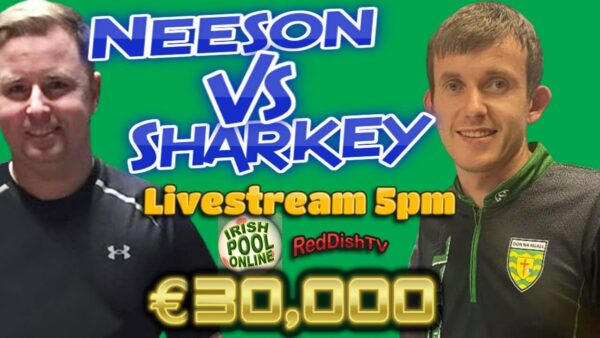 NEESON
VS
SHARKEY
Livestream 5pm
IRISH
POOL
ONLINE
RedDishTv
DÚN NA NGALL
€30,000